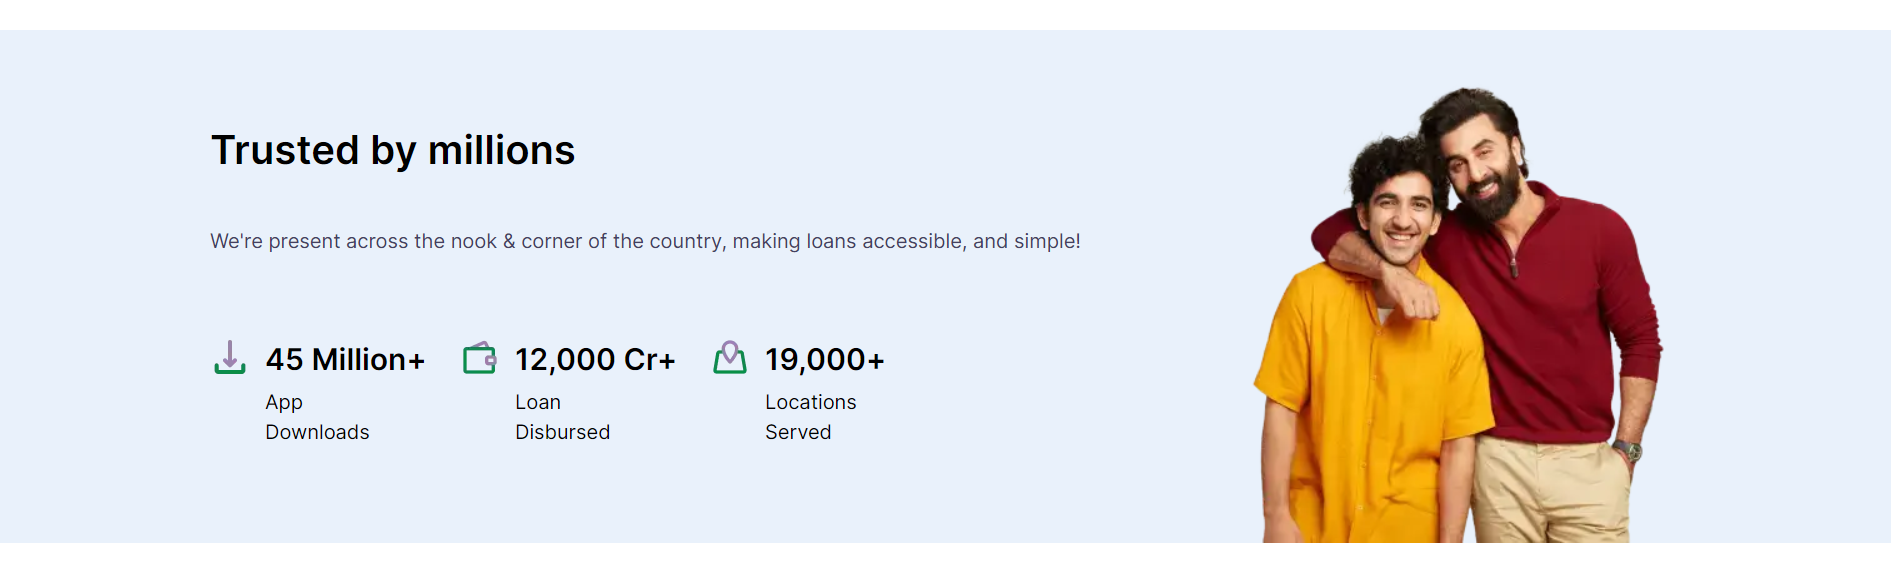 Trusted by millions
We're present across the nook & corner of the country, making loans accessible, and simple!
45 Million+
App
Downloads
12,000 Cr+
Loan
Disbursed
19,000+
Locations
Served